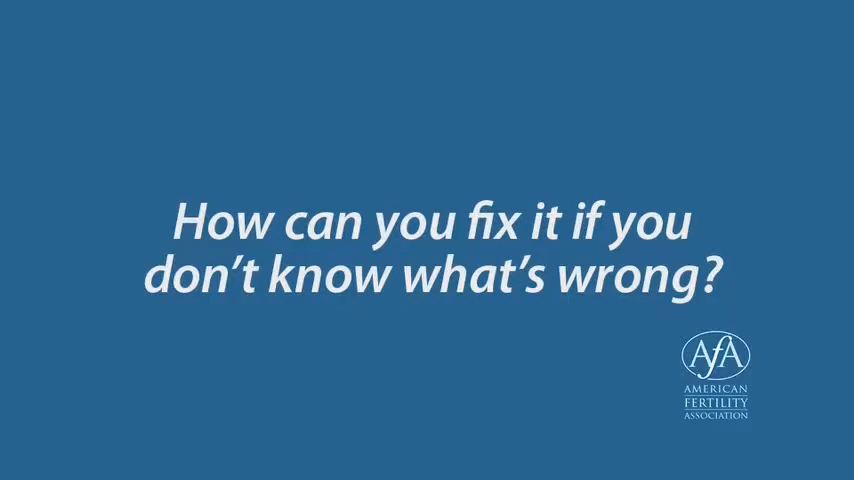 How can you fix it if you
don't know what's wrong?
AfA
AMERICAN
FERTILITY
ASSOCIATION